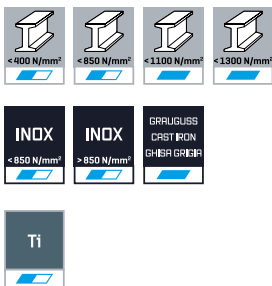 <400 N/mm² <850 N/mm² <1100 N/mm² <1300 N/mm²
INOX INOX GRAUGUSS
CAST IRON
GHISA GRIGIA
<850 N/mm² >850 N/mm²
Ti